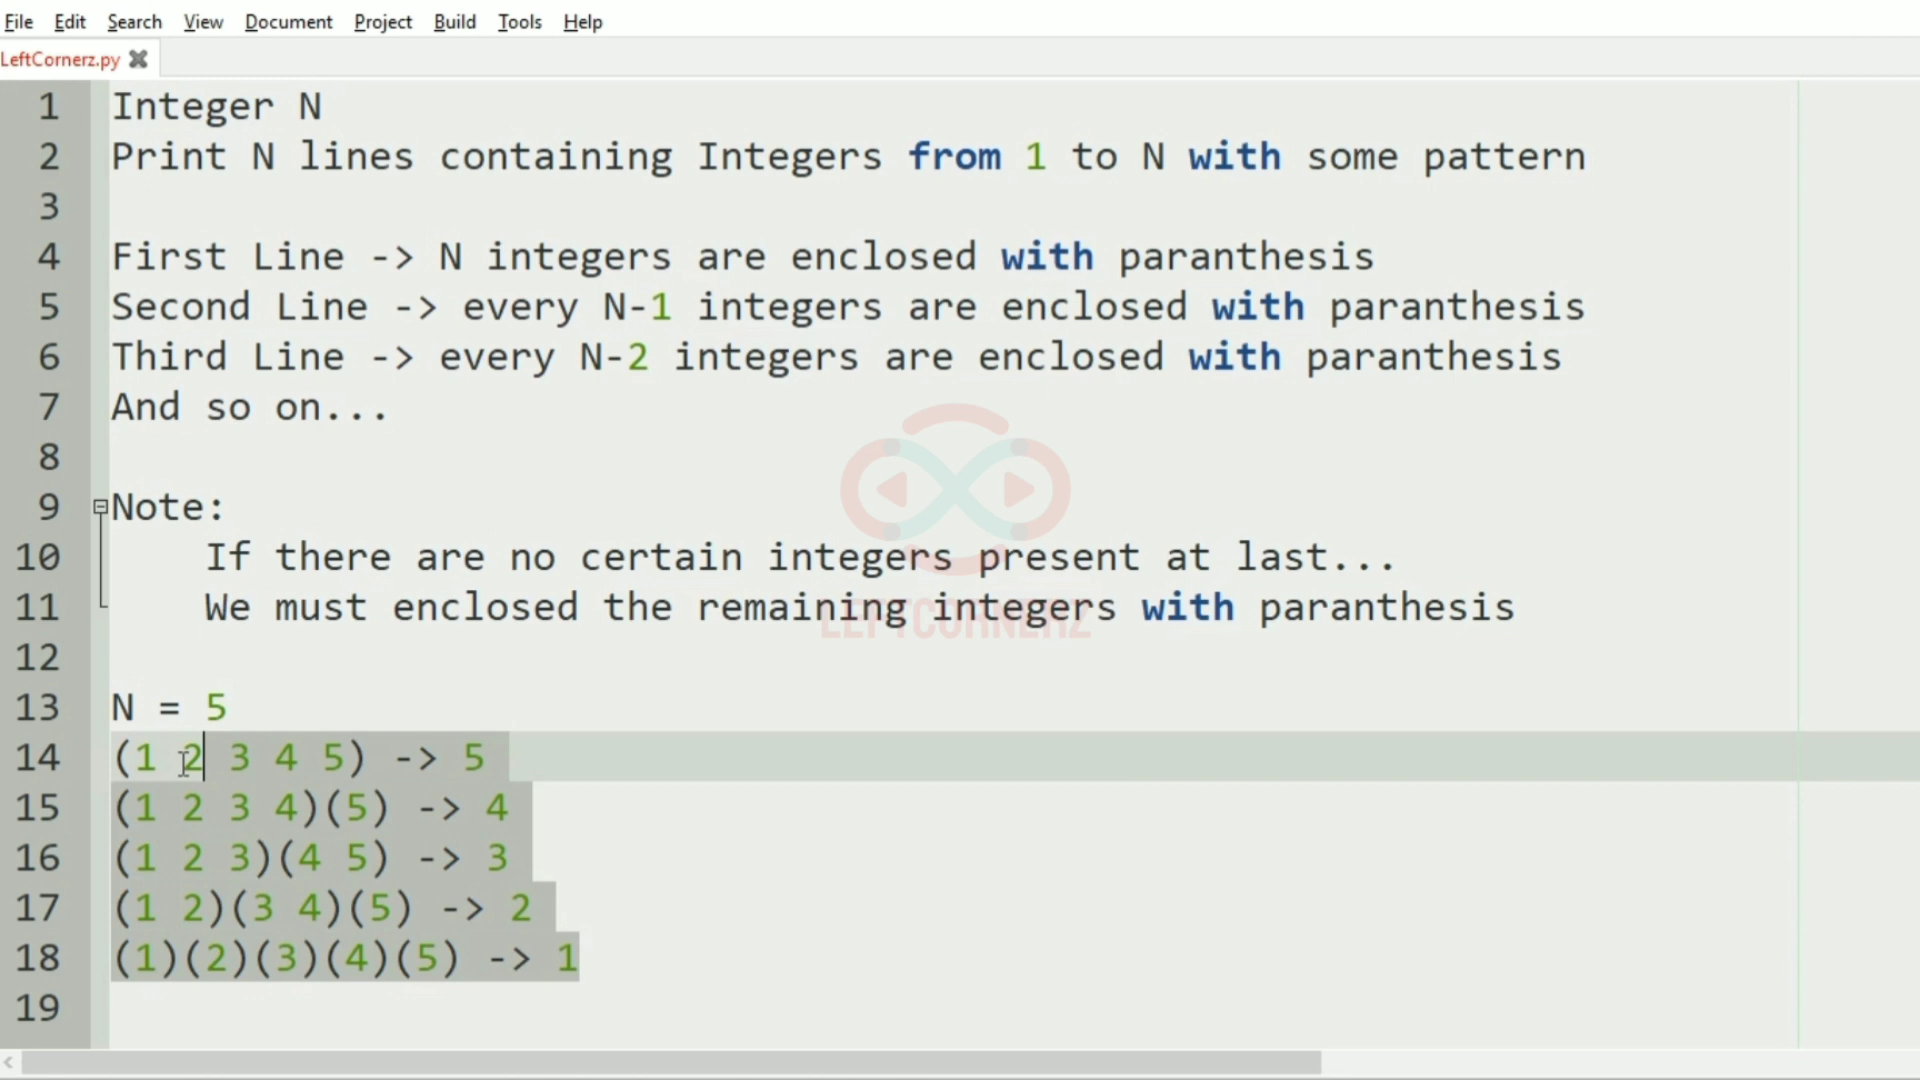 File Edit Search View Document Project Build Tools Help
LeftCornerz.py
1 Integer N
2 Print N lines containing Integers from 1 to N with some pattern
3
4 First Line -> N integers are enclosed with paranthesis
5 Second Line -> every N-1 integers are enclosed with paranthesis
6 Third Line -> every N-2 integers are enclosed with paranthesis
7 And so on...
8
9 Note:
10 If there are no certain integers present at last...
11 We must enclosed the remaining integers with paranthesis
LEFTCORNERZ
12
13 N = 5
14 (1 2 3 4 5) -> 5
15 (1 2 3 4)(5) -> 4
16 (1 2 3)(4 5) -> 3
17 (1 2)(3 4)(5) -> 2
18 (1)(2)(3)(4)(5) -> 1
19